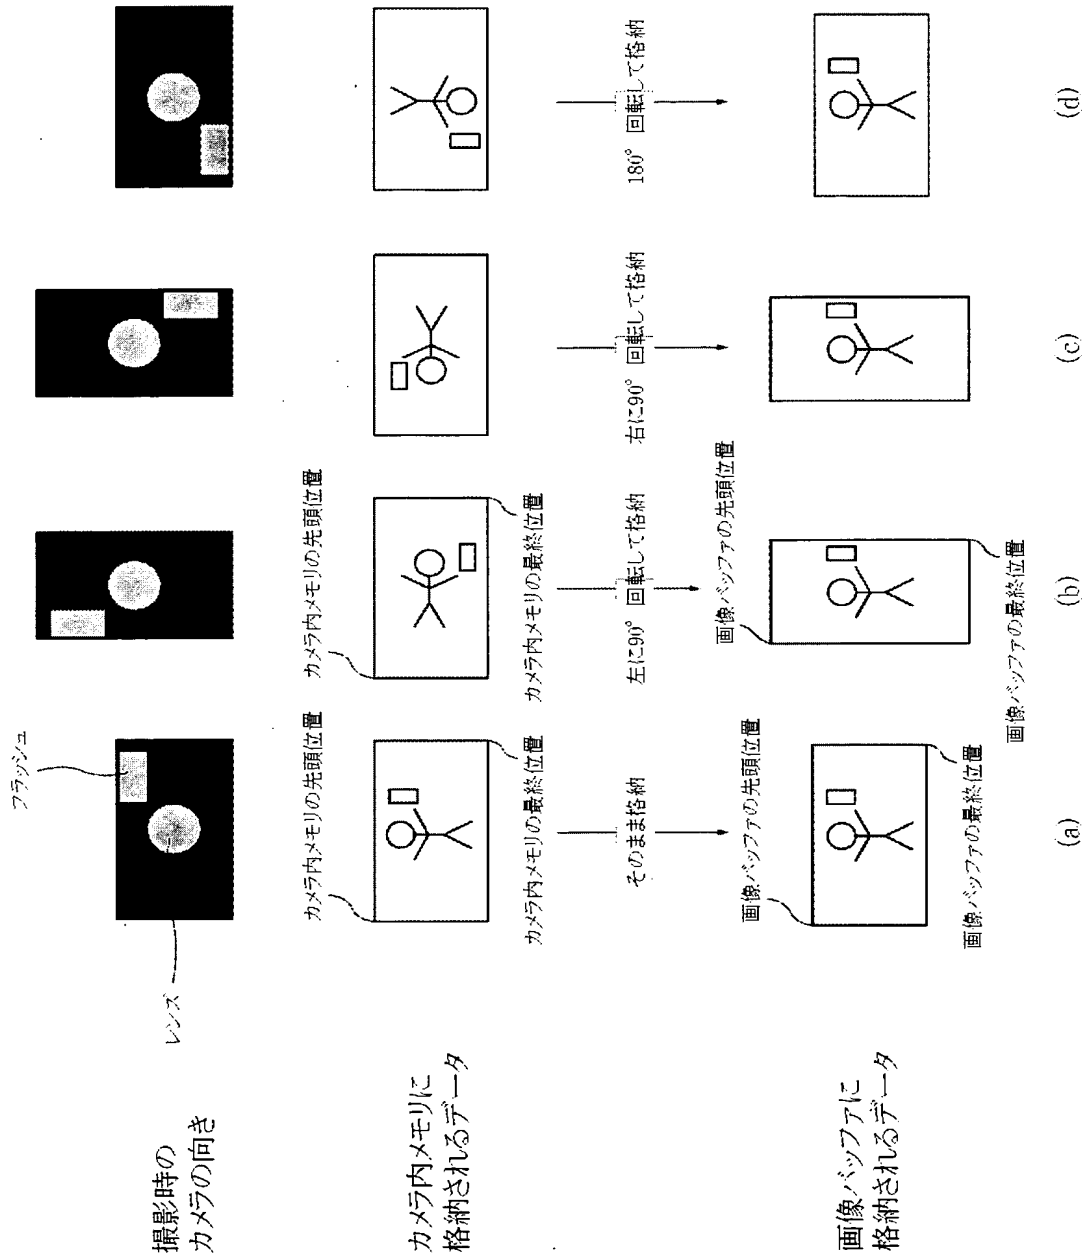 フラッシュ
レンズ
撮影時の
カメラの向き
カメラ内メモリの先頭位置
カメラ内メモリの先頭位置
カメラ内メモリに
格納されるデータ
カメラ内メモリの最終位置
カメラ内メモリの最終位置
そのまま格納
左に90° 回転して格納
右に90° 回転して格納
180° 回転して格納
画像バッファの先頭位置
画像バッファの先頭位置
画像バッファに
格納されるデータ
画像バッファの最終位置
画像バッファの最終位置
(a)
(b)
(c)
(d)